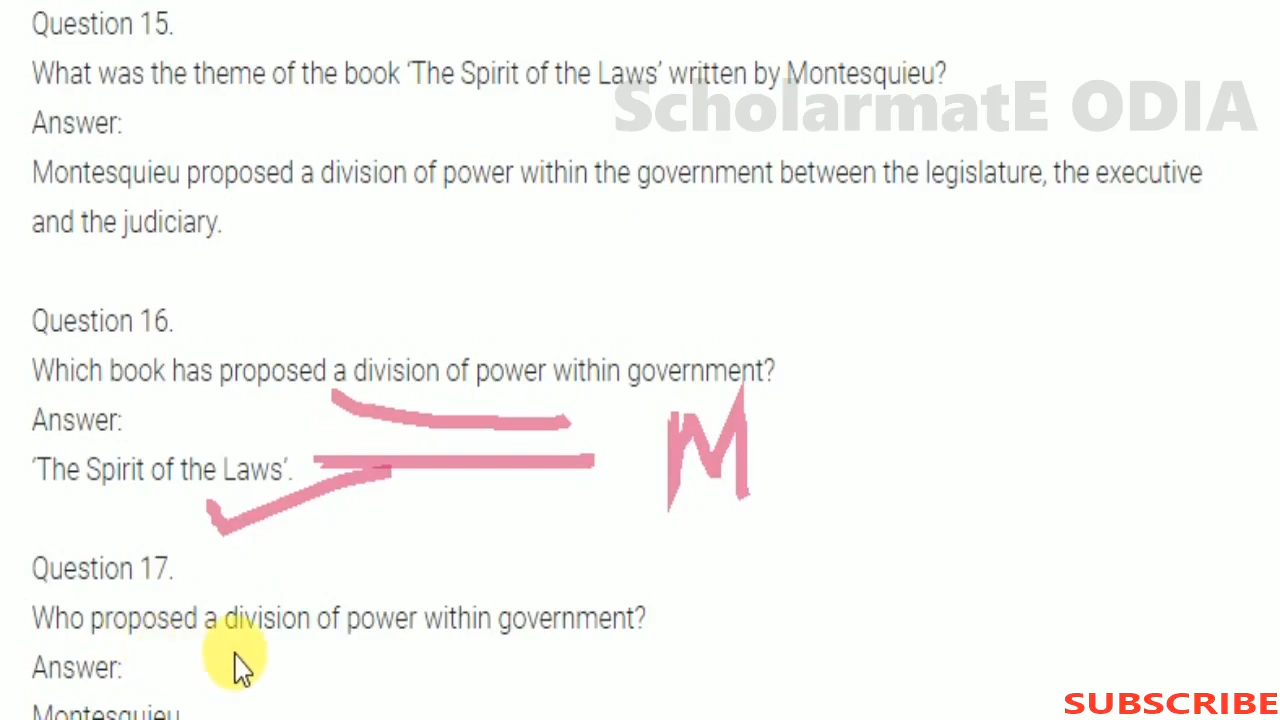 Question 15.
What was the theme of the book ‘The Spirit of the Laws’ written by Montesquieu?
ScholarmatE ODIA
Answer:
Montesquieu proposed a division of power within the government between the legislature, the executive
and the judiciary.
Question 16.
Which book has proposed a division of power within government?
Answer:
‘The Spirit of the Laws’.
M
Question 17.
Who proposed a division of power within government?
Answer:
Montesquieu
SUBSCRIBE